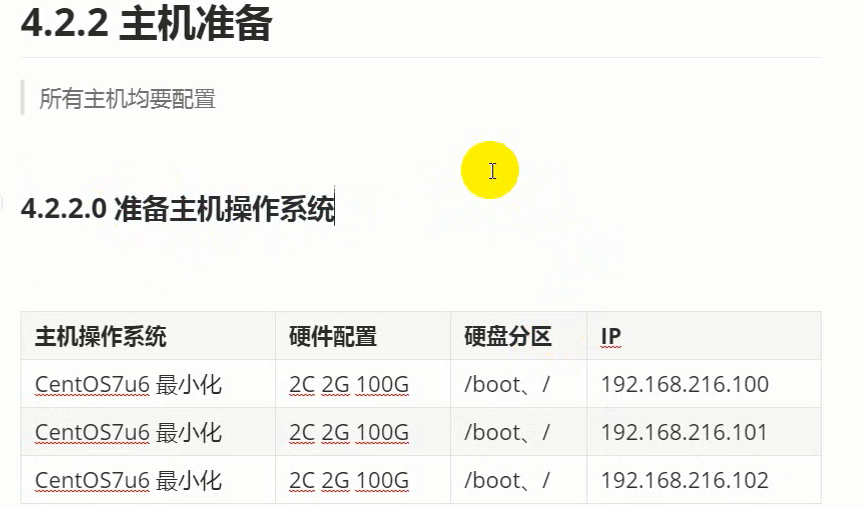 4.2.2 主机准备
所有主机均要配置
4.2.2.0 准备主机操作系统
主机操作系统 硬件配置 硬盘分区 IP
CentOS7u6 最小化 2C 2G 100G /boot、/ 192.168.216.100
CentOS7u6 最小化 2C 2G 100G /boot、/ 192.168.216.101
CentOS7u6 最小化 2C 2G 100G /boot、/ 192.168.216.102